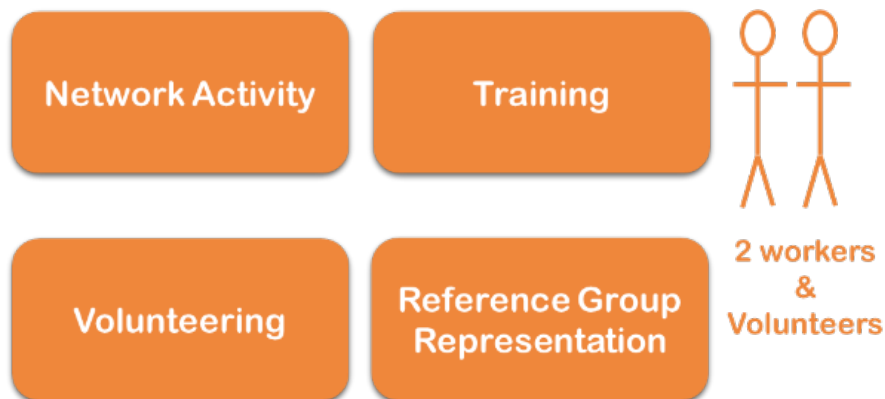 Network Activity
Training
Volunteering
Reference Group
Representation
2 workers
&
Volunteers